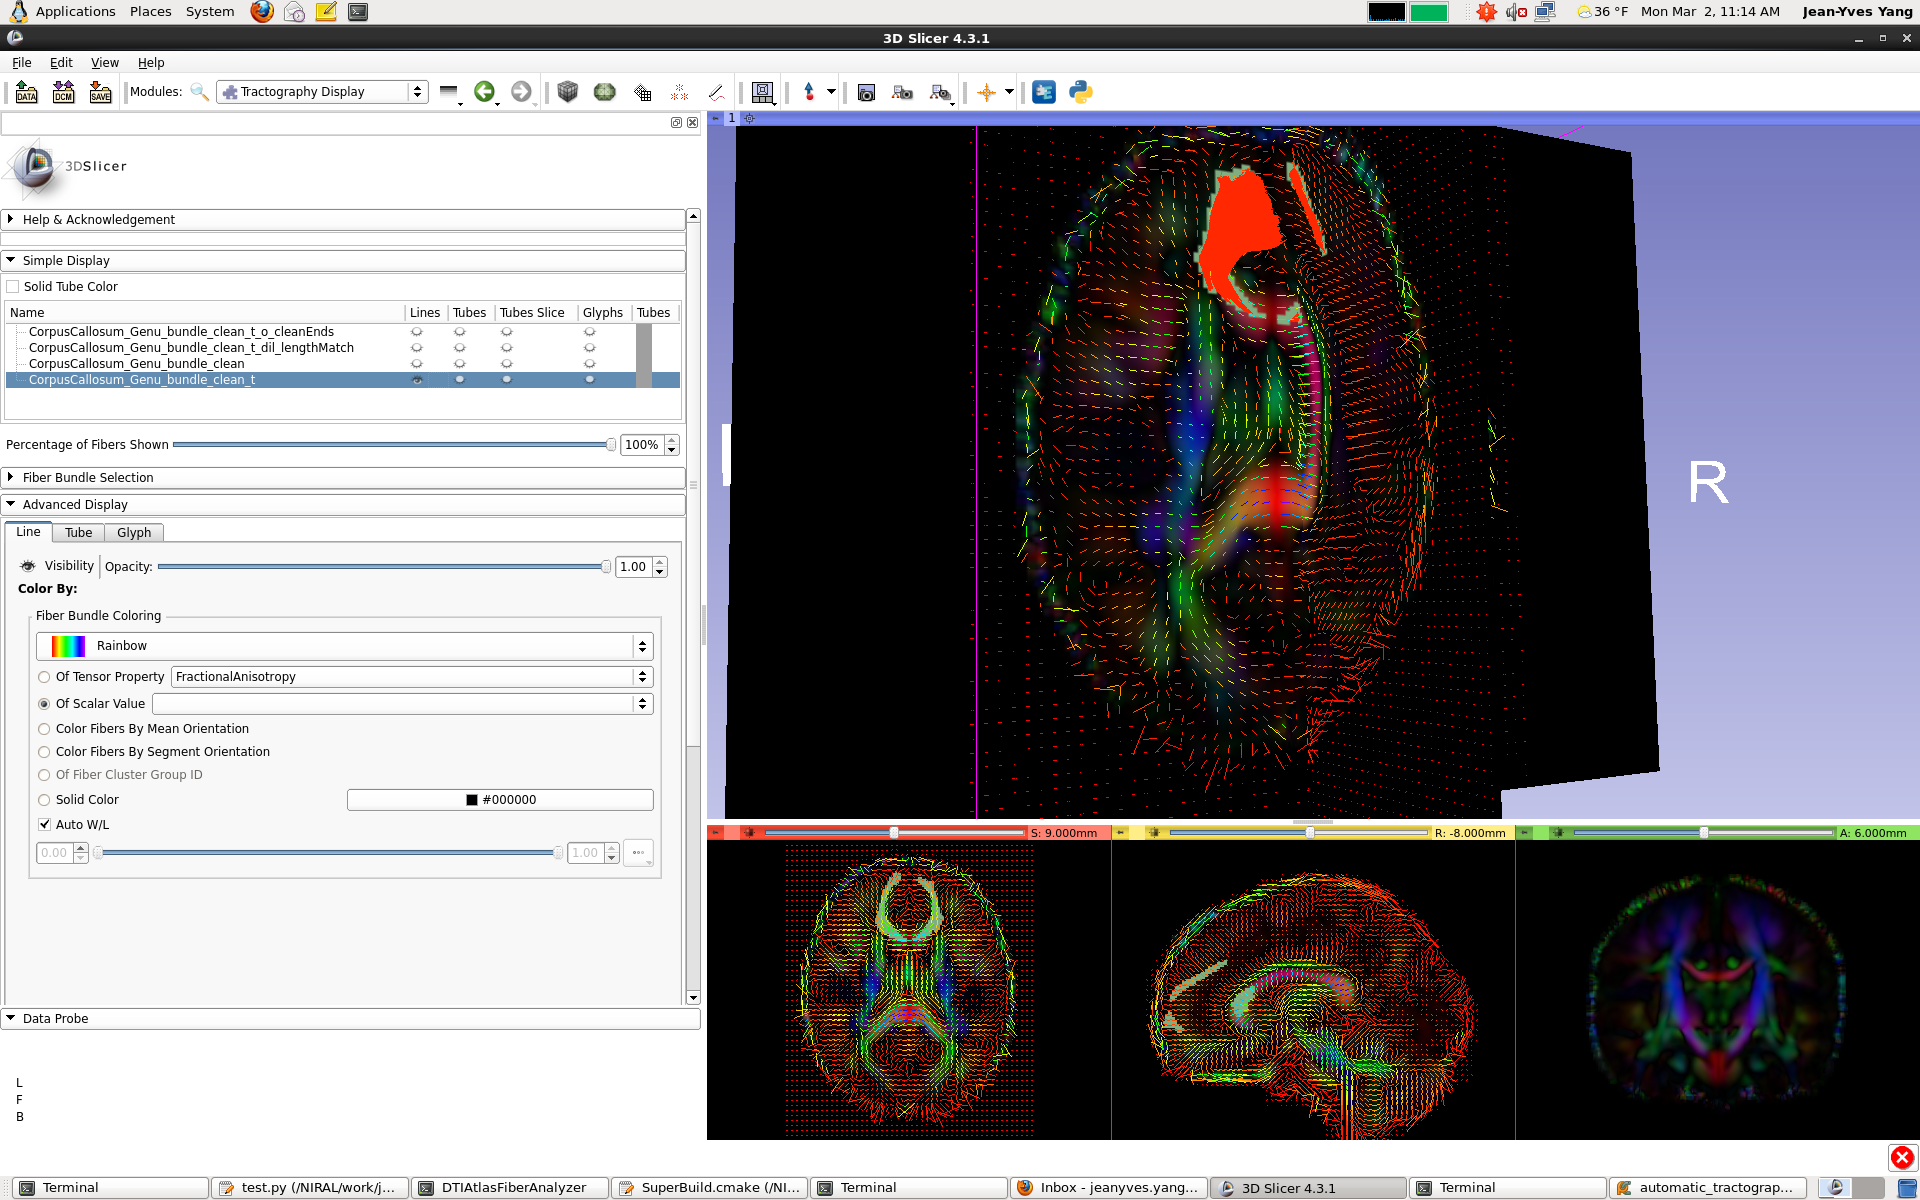 Applications Places System 36 °F Mon Mar 2, 11:14 AM Jean-Yves Yang
3D Slicer 4.3.1
File Edit View Help
DATA DCM SAVE Modules: Tractography Display
1
3DSlicer
Help & Acknowledgement
Simple Display
Solid Tube Color
Name Lines Tubes Tubes Slice Glyphs Tubes
CorpusCallosum_Genu_bundle_clean_t_o_cleanEnds
CorpusCallosum_Genu_bundle_clean_t_dil_lengthMatch
CorpusCallosum_Genu_bundle_clean
CorpusCallosum_Genu_bundle_clean_t
Percentage of Fibers Shown 100%
Fiber Bundle Selection
Advanced Display
Line Tube Glyph
Visibility Opacity: 1.00
Color By:
Fiber Bundle Coloring
Rainbow
Of Tensor Property FractionalAnisotropy
Of Scalar Value
Color Fibers By Mean Orientation
Color Fibers By Segment Orientation
Of Fiber Cluster Group ID
Solid Color #000000
Auto W/L
0.00 1.00
R
S: 9.000mm R: -8.000mm A: 6.000mm
Data Probe
L
F
B
Terminal test.py (/NIRAL/work/j... DTIAtlasFiberAnalyzer SuperBuild.cmake (/NI... Terminal Inbox - jeanyves.yang... 3D Slicer 4.3.1 Terminal automatic_tractograp...